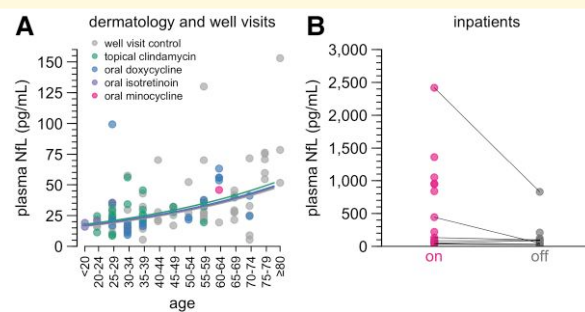 A
dermatology and well visits
plasma NfL (pg/mL)
150
125
100
75
50
25
0
well visit control
topical clindamycin
oral doxycycline
oral isotretinoin
oral minocycline
<20
20-24
25-29
30-34
35-39
40-44
45-49
50-54
55-59
60-64
65-69
70-74
75-79
≥80
age
B
inpatients
plasma NfL (pg/mL)
3,000
2,500
2,000
1,500
1,000
500
0
on
off